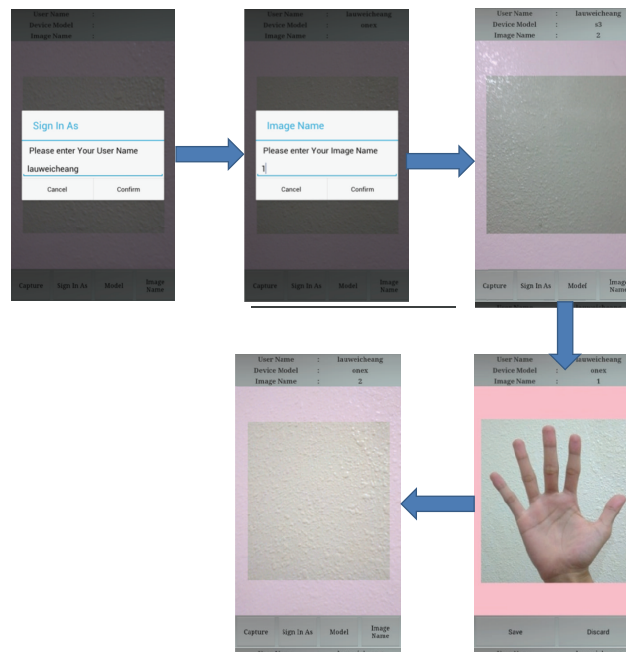 User Name :
Device Model :
Image Name :
Sign In As
Please enter Your User Name
lauweicheang
Cancel Confirm
Capture Sign In As Model Image Name
User Name : lauweicheang
Device Model : onex
Image Name :
Image Name
Please enter Your Image Name
1
Cancel Confirm
Capture Sign In As Model Image Name
User Name : lauweicheang
Device Model : s3
Image Name : 2
Capture Sign In As Model Image Name
User Name : lauweicheang
Device Model : onex
Image Name : 2
Capture Sign In As Model Image Name
User Name : lauweicheang
Device Model : onex
Image Name : 1
Save Discard